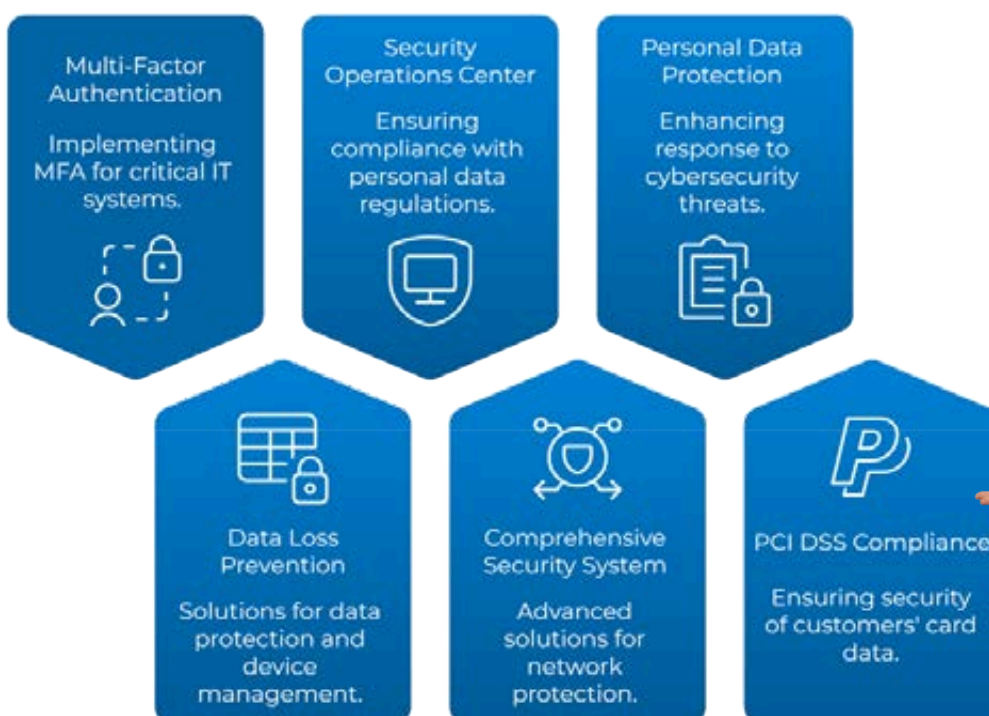 Multi-Factor
Authentication
Implementing
MFA for critical IT
systems.
Security
Operations Center
Ensuring
compliance with
personal data
regulations.
Personal Data
Protection
Enhancing
response to
cybersecurity
threats.
Data Loss
Prevention
Solutions for data
protection and
device
management.
Comprehensive
Security System
Advanced
solutions for
network
protection.
PCI DSS Compliance
Ensuring security
of customers' card
data.